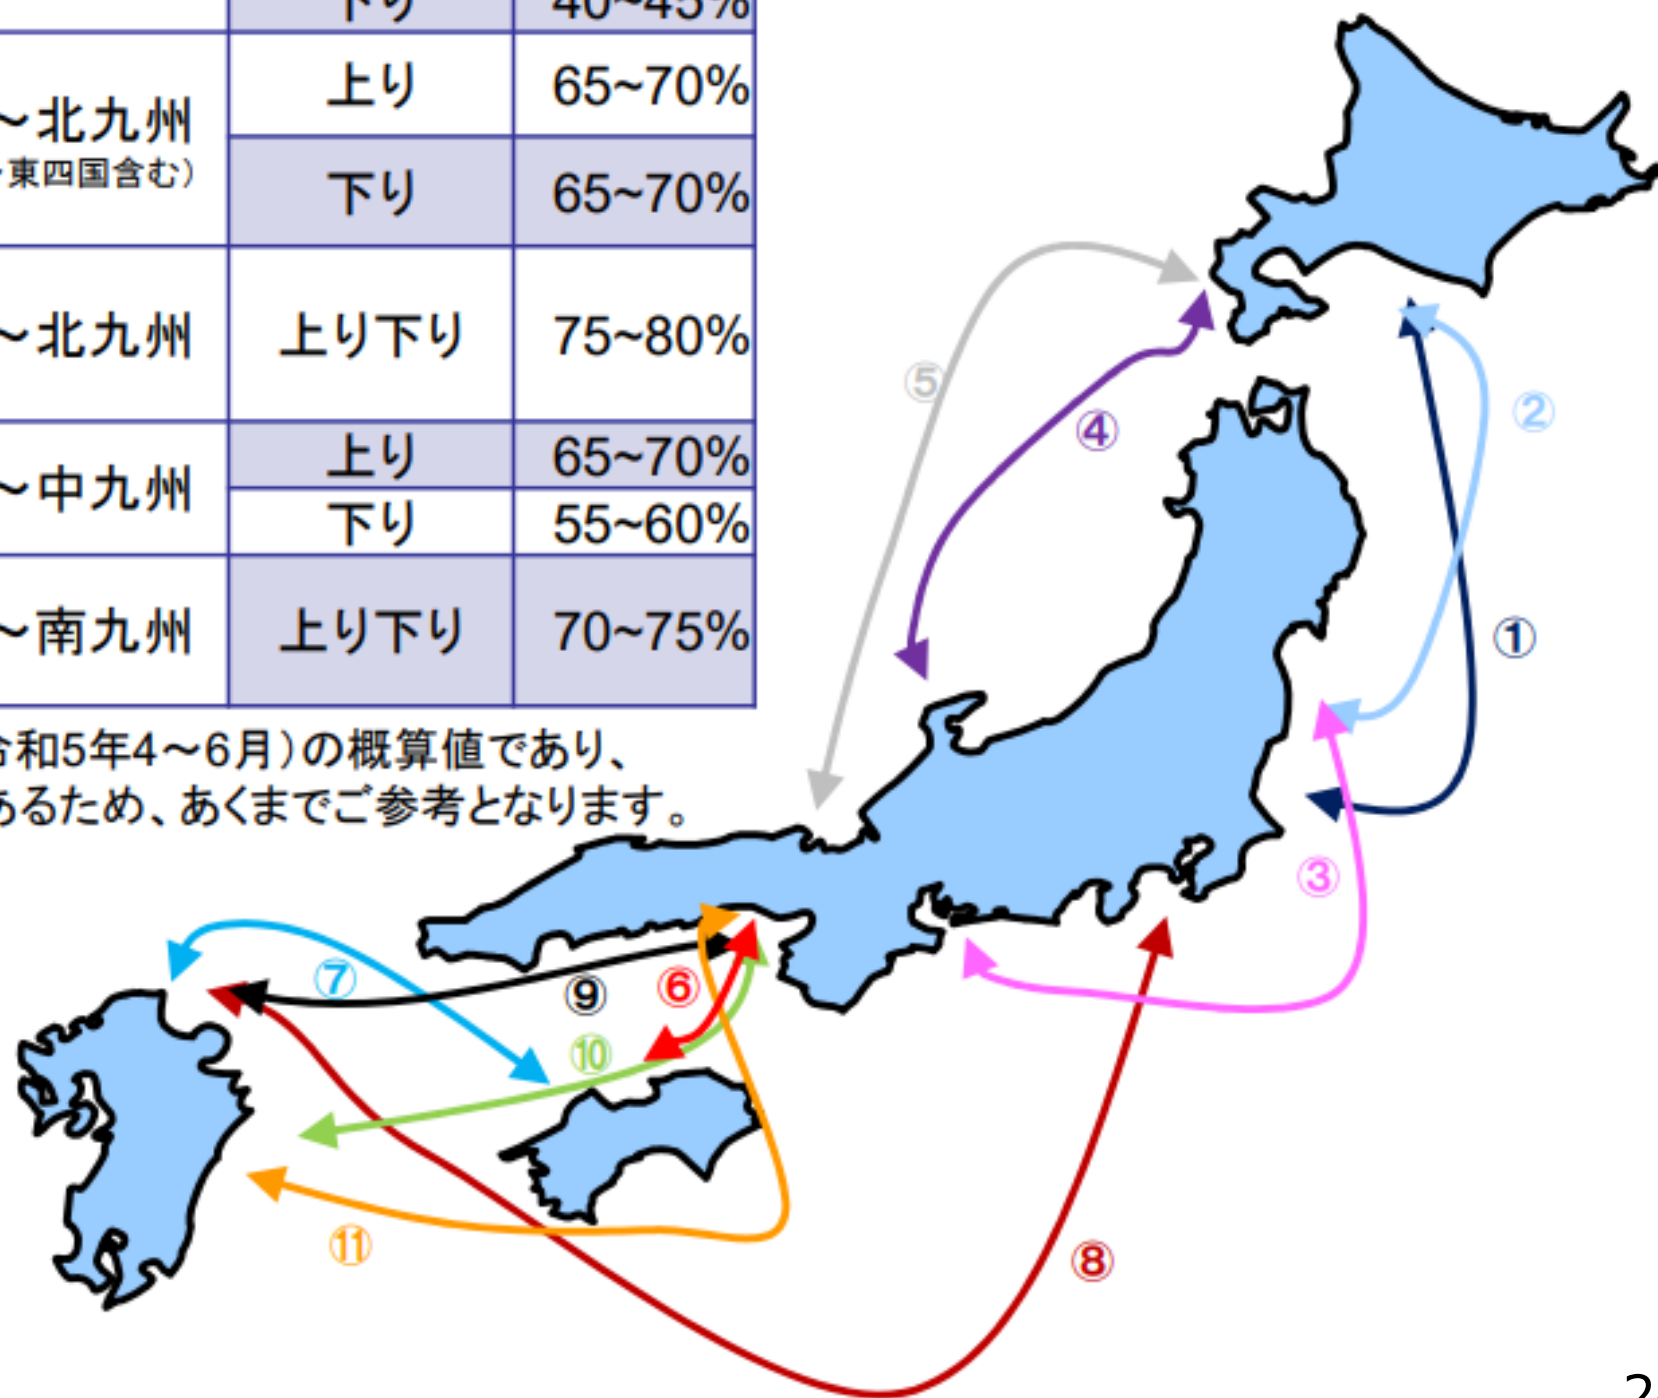 下り 40~45%
～北九州
・東四国含む）
上り 65~70%
下り 65~70%
～北九州 上り下り 75~80%
～中九州
上り 65~70%
下り 55~60%
～南九州 上り下り 70~75%
令和5年4～6月）の概算値であり、
あるため、あくまでご参考となります。
⑤
④
②
①
③
⑦
⑨
⑥
⑩
⑪
⑧
2